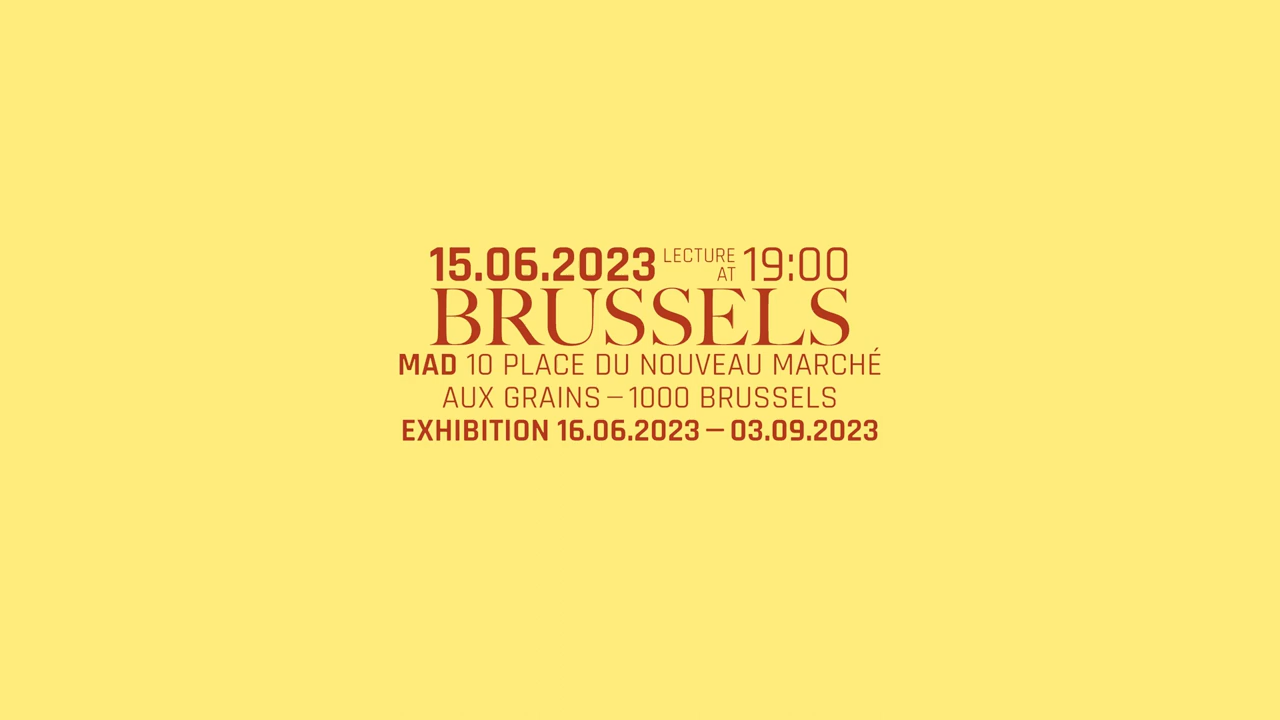 15.06.2023 LECTURE AT 19:00
BRUSSELS
MAD 10 PLACE DU NOUVEAU MARCHÉ
AUX GRAINS — 1000 BRUSSELS
EXHIBITION 16.06.2023 — 03.09.2023